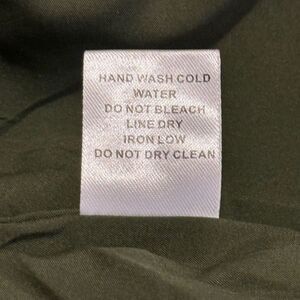 HAND WASH COLD
WATER
DO NOT BLEACH
LINE DRY
IRON LOW
DO NOT DRY CLEAN